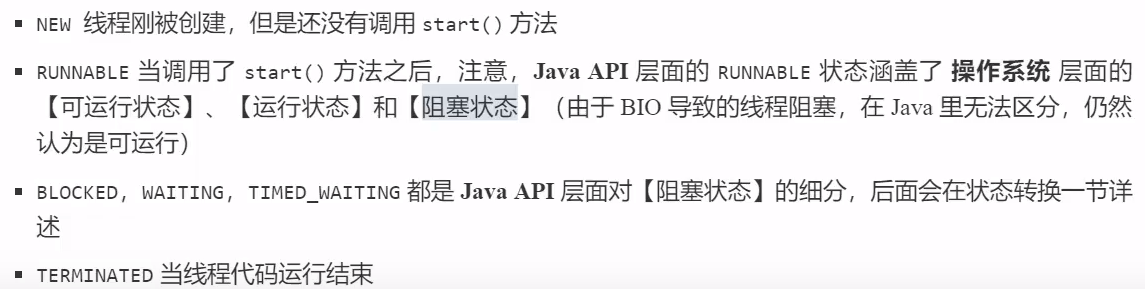 ▪ NEW 线程刚被创建，但是还没有调用 start() 方法
▪ RUNNABLE 当调用了 start() 方法之后，注意，Java API 层面的 RUNNABLE 状态涵盖了 操作系统 层面的
【可运行状态】、【运行状态】和【阻塞状态】（由于 BIO 导致的线程阻塞，在 Java 里无法区分，仍然
认为是可运行）
▪ BLOCKED，WAITING，TIMED_WAITING 都是 Java API 层面对【阻塞状态】的细分，后面会在状态转换一节详
述
▪ TERMINATED 当线程代码运行结束